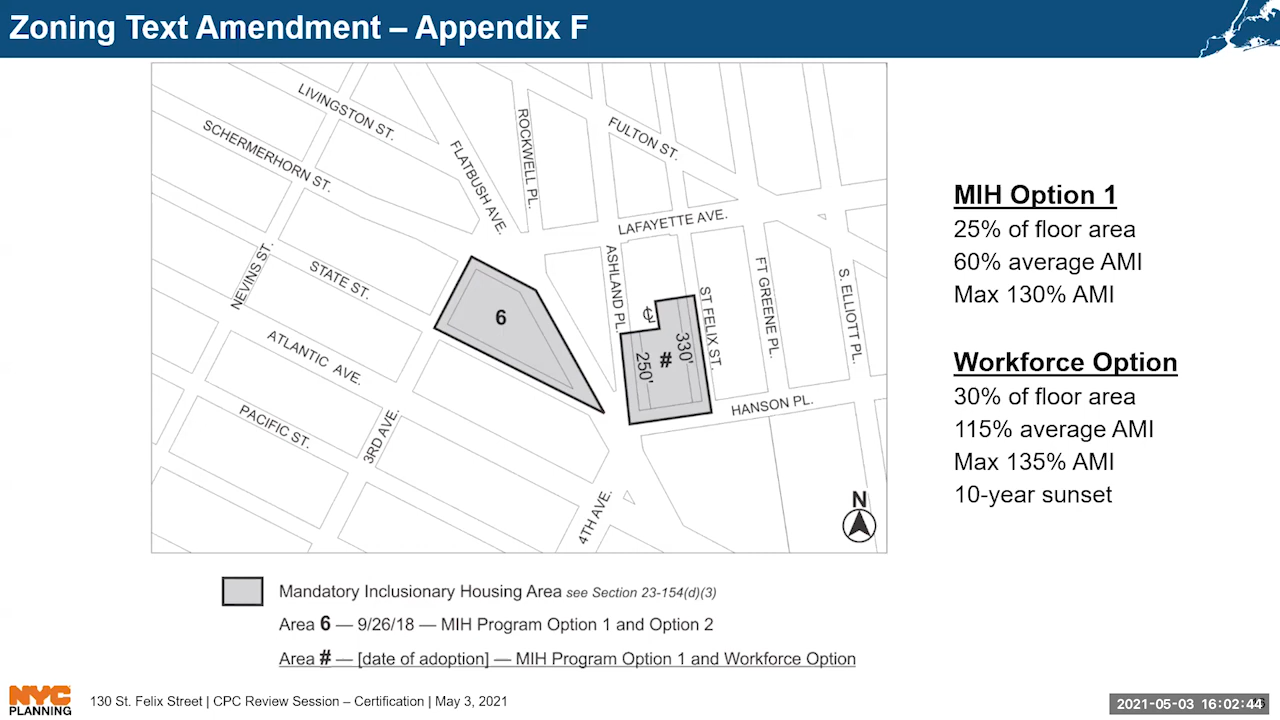 Zoning Text Amendment – Appendix F
LIVINGSTON ST.
SCHERMERHORN ST.
FLATBUSH AVE.
ROCKWELL PL.
FULTON ST.
LAFAYETTE AVE.
NEVINS ST.
STATE ST.
ASHLAND PL.
ST FELIX ST.
FT GREENE PL.
S. ELLIOTT PL.
6
℄
330'
#
250'
ATLANTIC AVE.
HANSON PL.
PACIFIC ST.
3RD AVE.
4TH AVE.
N
MIH Option 1
25% of floor area
60% average AMI
Max 130% AMI
Workforce Option
30% of floor area
115% average AMI
Max 135% AMI
10-year sunset
Mandatory Inclusionary Housing Area see Section 23-154(d)(3)
Area 6 — 9/26/18 — MIH Program Option 1 and Option 2
Area # — [date of adoption] — MIH Program Option 1 and Workforce Option
NYC
PLANNING
130 St. Felix Street | CPC Review Session – Certification | May 3, 2021
2021-05-03 16:02:44